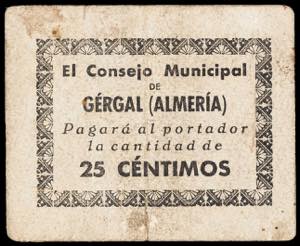 El Consejo Municipal
DE
GÉRGAL (ALMERÍA)
Pagará al portador
la cantidad de
25 CÉNTIMOS